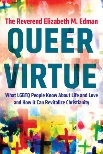 The Reverend Elizabeth M. Edman
QUEER
VIRTUE
What LGBTQ People Know About Life and Love
and How It Can Revitalize Christianity